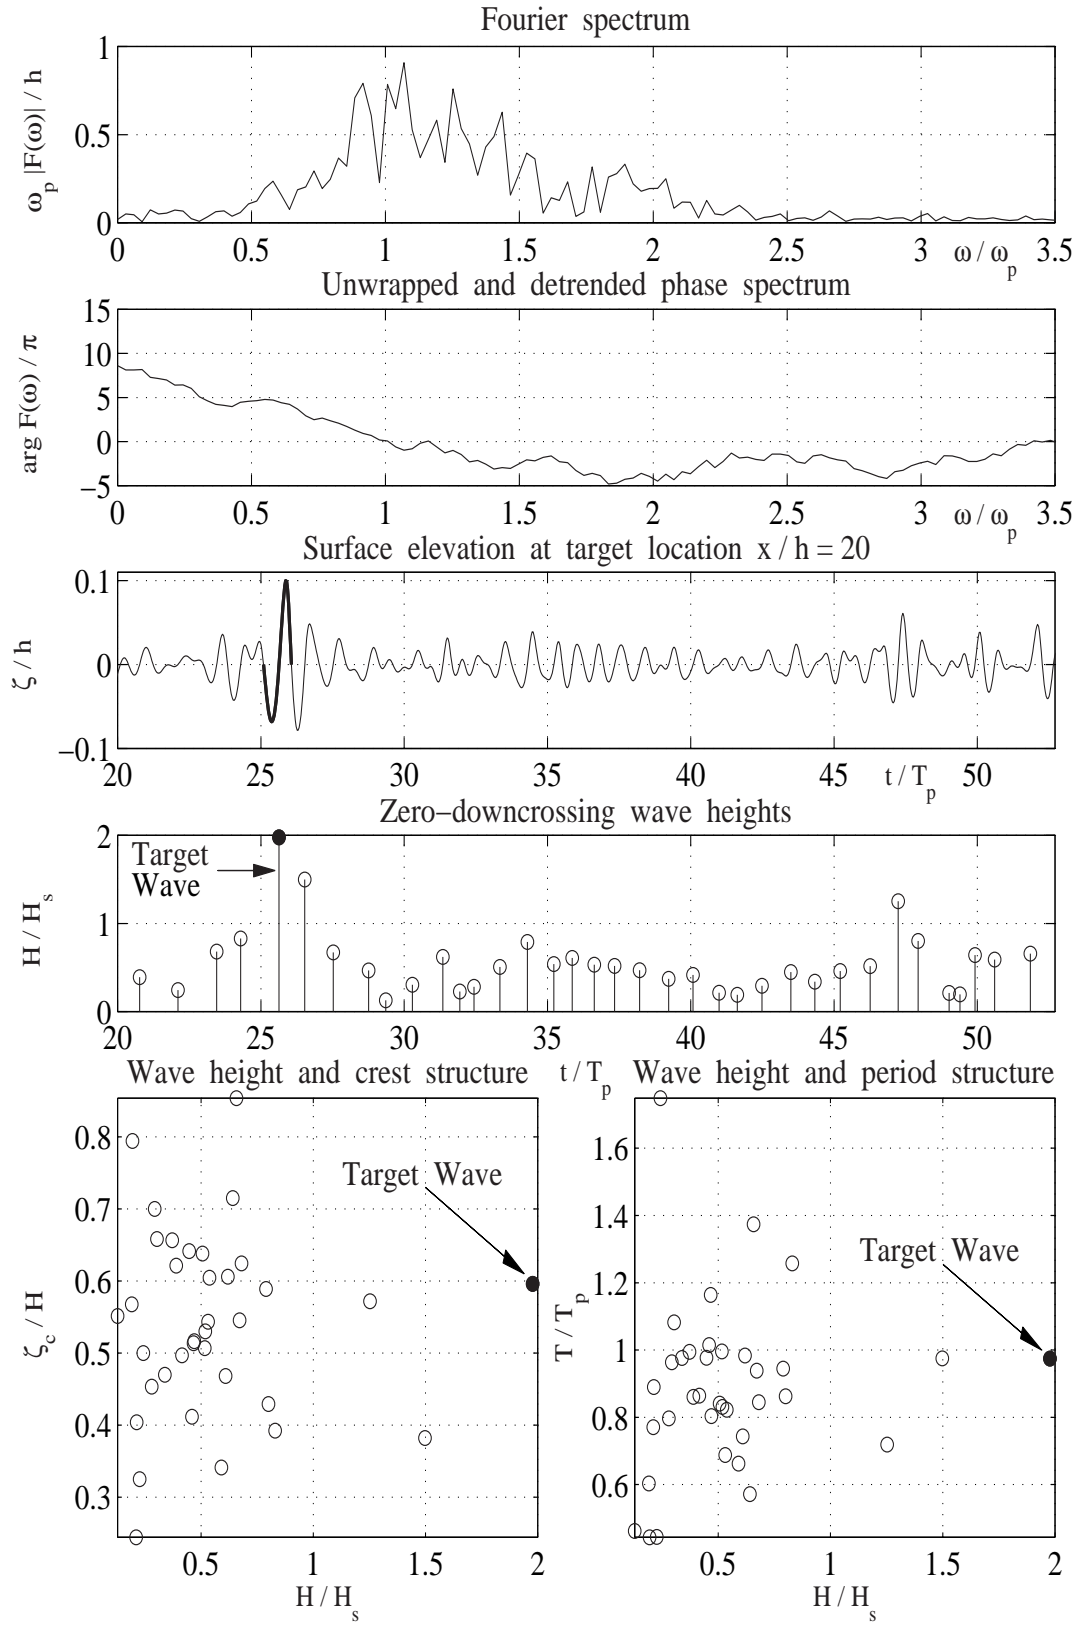 Fourier spectrum
ω_p |F(ω)| / h
1
0.5
0
0 0.5 1 1.5 2 2.5 3 ω / ω_p 3.5
Unwrapped and detrended phase spectrum
arg F(ω) / π
15
10
5
0
−5
0 0.5 1 1.5 2 2.5 3 ω / ω_p 3.5
Surface elevation at target location x / h = 20
ζ / h
0.1
0
−0.1
20 25 30 35 40 45 t / T_p 50
Zero−downcrossing wave heights
H / H_s
2
1
0
Target
Wave
20 25 30 35 40 45 50
Wave height and crest structure t / T_p Wave height and period structure
ζ_c / H
0.8
0.7
0.6
0.5
0.4
0.3
Target Wave
0.5 1 1.5 2
H / H_s
T / T_p
1.6
1.4
1.2
1
0.8
0.6
Target Wave
0.5 1 1.5 2
H / H_s